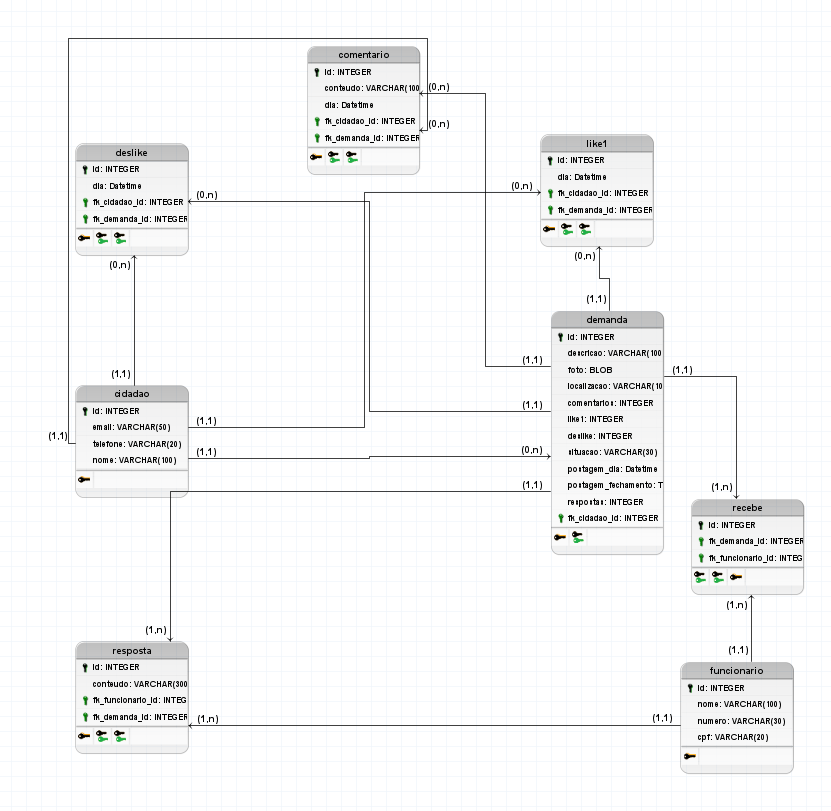 comentario
id: INTEGER
conteudo: VARCHAR(100
dia: Datetime
fk_cidadao_id: INTEGER
fk_demanda_id: INTEGER
(0,n)
(0,n)
deslike
id: INTEGER
dia: Datetime
fk_cidadao_id: INTEGER
fk_demanda_id: INTEGER
(0,n)
(0,n)
like1
id: INTEGER
dia: Datetime
fk_cidadao_id: INTEGER
fk_demanda_id: INTEGER
(0,n)
(0,n)
(1,1)
cidadao
id: INTEGER
email: VARCHAR(50)
telefone: VARCHAR(20)
nome: VARCHAR(100)
(1,1)
(1,1)
(1,1)
(1,1)
demanda
id: INTEGER
descricao: VARCHAR(100
foto: BLOB
localizacao: VARCHAR(10
comentarios: INTEGER
like1: INTEGER
deslike: INTEGER
situacao: VARCHAR(30)
postagem_dia: Datetime
postagem_fechamento: T
respostas: INTEGER
fk_cidadao_id: INTEGER
(1,1)
(1,1)
(1,1)
(0,n)
(1,1)
(1,n)
recebe
id: INTEGER
fk_demanda_id: INTEGER
fk_funcionario_id: INTEG
(1,n)
(1,1)
(1,n)
resposta
id: INTEGER
conteudo: VARCHAR(300
fk_funcionario_id: INTEG
fk_demanda_id: INTEGER
(1,n)
(1,1)
funcionario
id: INTEGER
nome: VARCHAR(100)
numero: VARCHAR(30)
cpf: VARCHAR(20)